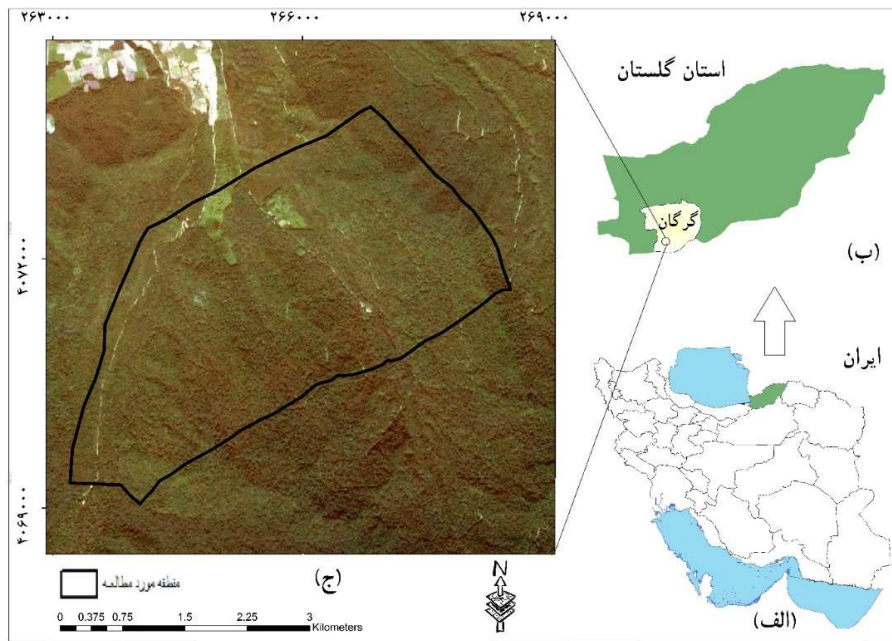 ۲۶۳۰۰۰ ۲۶۶۰۰۰ ۲۶۹۰۰۰
استان گلستان
گرگان
(ب)
۴۰۷۲۰۰۰
ایران
۴۰۶۹۰۰۰
(الف)
منطقه مورد مطالعه
(ج)
N
0 0.375 0.75 1.5 2.25 3
Kilometers